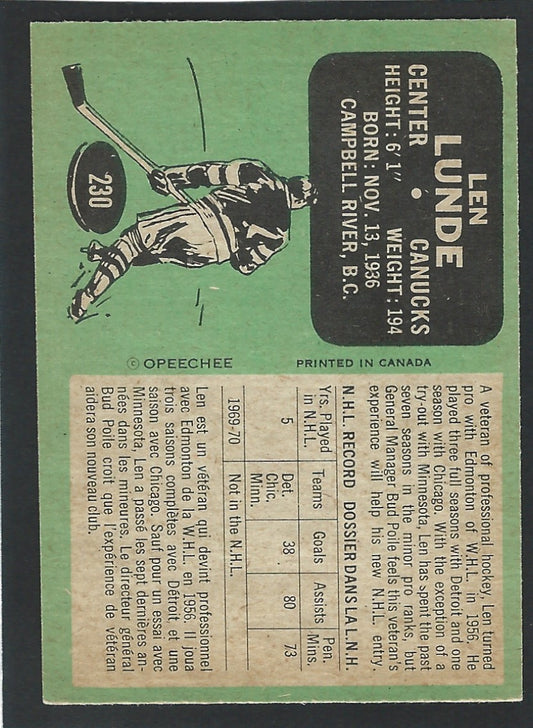 LEN
LUNDE
CENTER • CANUCKS
HEIGHT: 6'1" WEIGHT: 194
BORN: NOV. 13, 1936
CAMPBELL RIVER, B.C.
230
© OPEECHEE PRINTED IN CANADA
A veteran of professional hockey, Len turned
pro with Edmonton of W.H.L. in 1956. He
played three full seasons with Detroit and one
season with Chicago. With the exception of a
try-out with Minnesota, Len has spent the past
seven seasons in the minor pro ranks, but
General Manager Bud Poile feels this veteran's
experience will help his new N.H.L. entry.
N.H.L. RECORD DOSSIER DANS LA L.N.H.
Yrs. Played in N.H.L. Teams Goals Assists Pen. Mins.
5 Det. Chic. Minn. 38 80 73
1969-70 Not in the N.H.L.
Len est un vétéran qui devint professionnel
avec Edmonton de la W.H.L. en 1956. Il joua
trois saisons complètes avec Détroit et une
saison avec Chicago. Sauf pour un essai avec
Minnesota, Len a passé les sept dernières an-
nées dans les mineures. Le directeur général
Bud Poile croit que l'expérience de vétéran
aidera son nouveau club.